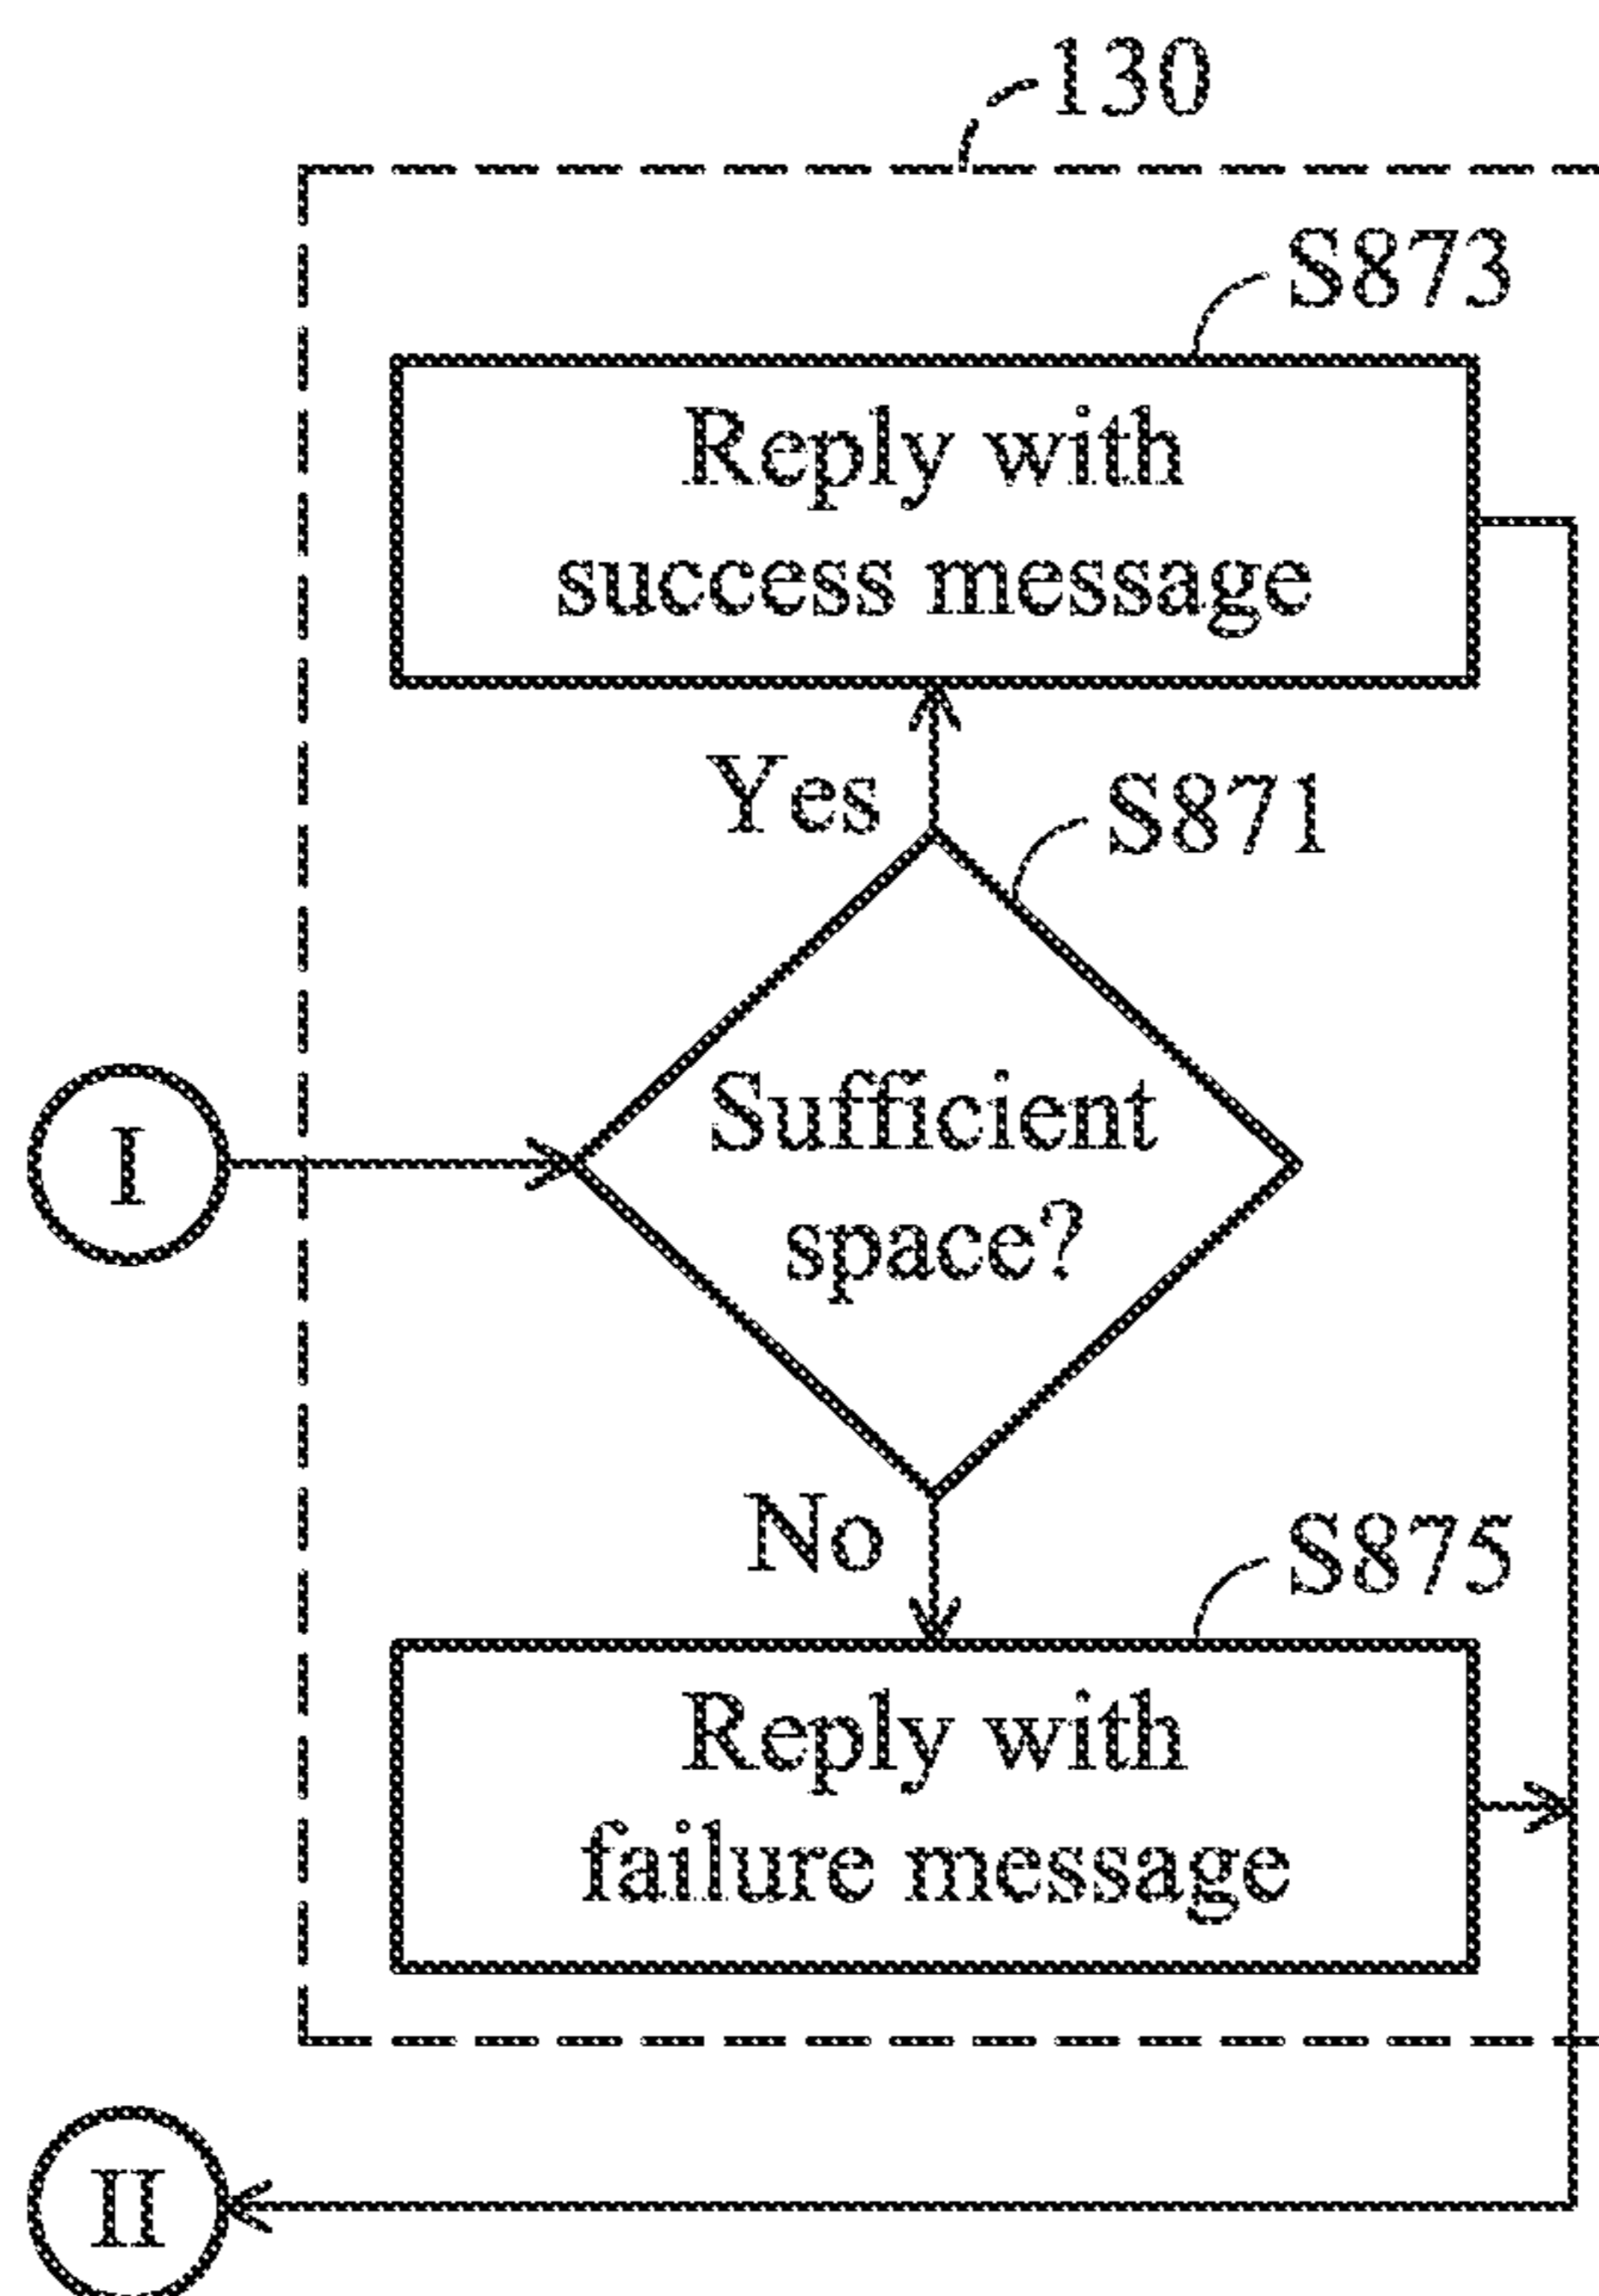 130
S873
Reply with
success message
Yes
S871
Sufficient
space?
I
No
S875
Reply with
failure message
II